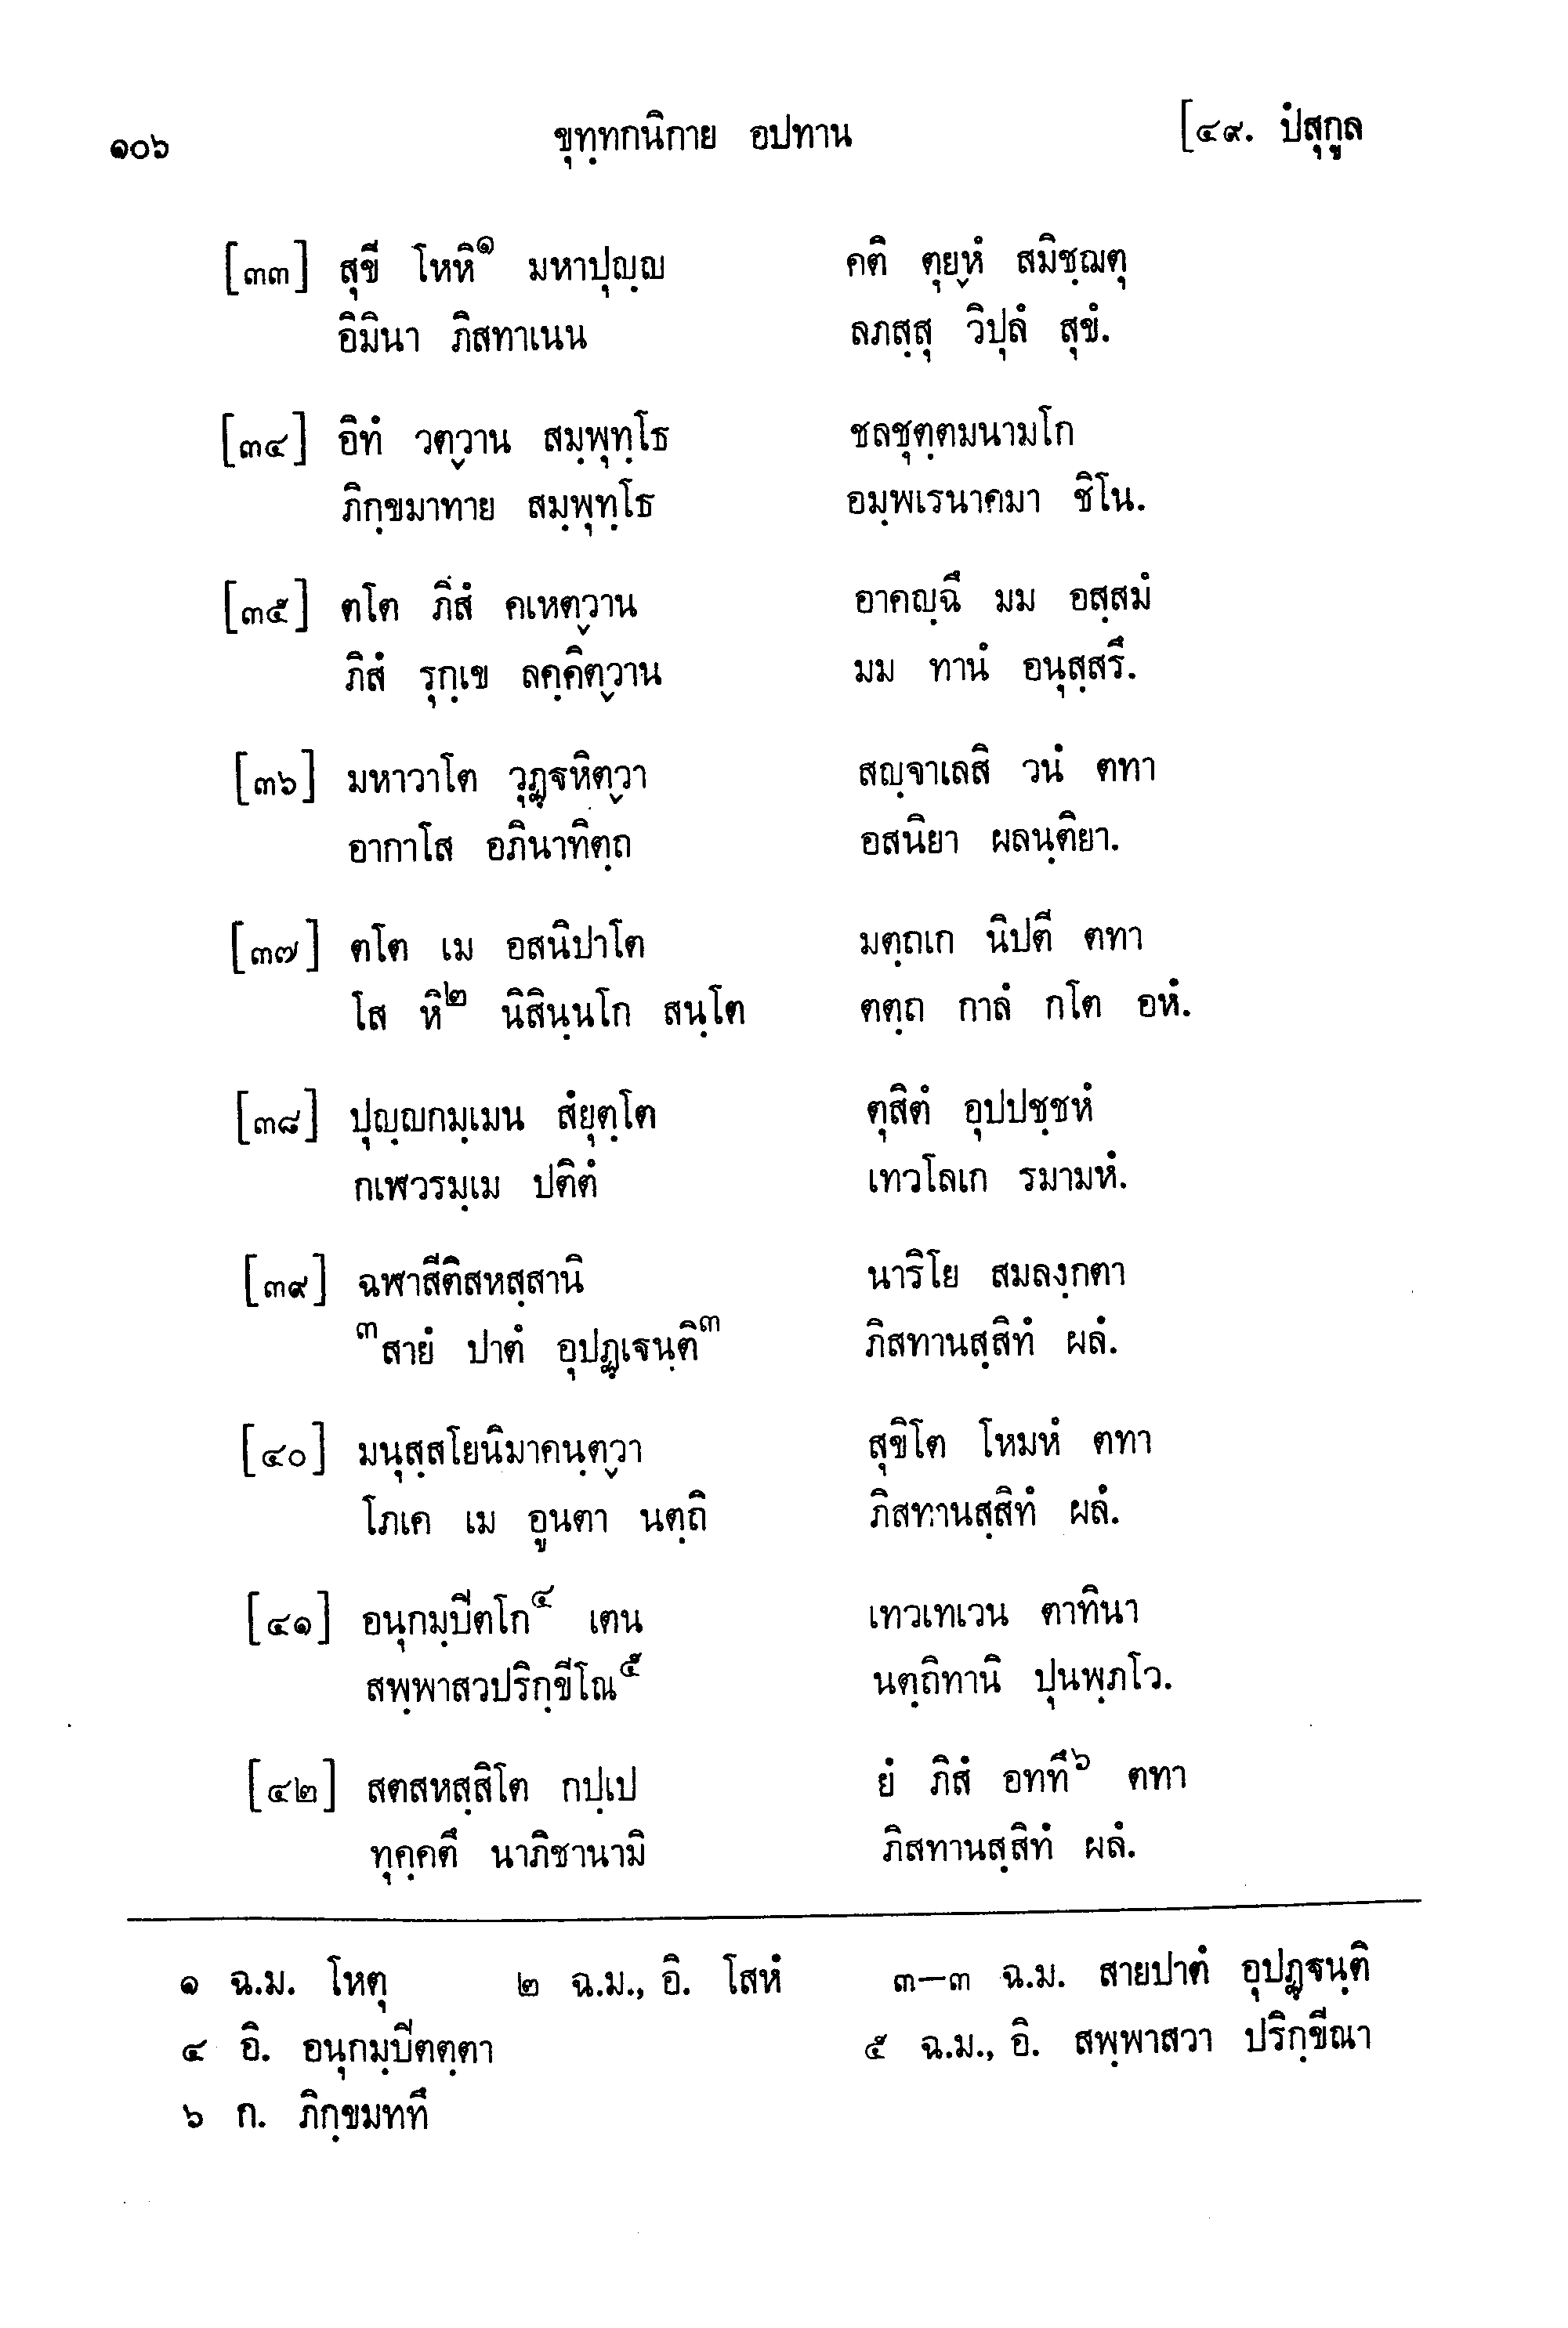 ๑๐๖ ขุทฺทกนิกาย อปทาน [๔๙. ปํสุกูล
[๓๓] สุขี โหหิ๑ มหาปุญฺญ คติ ตุยฺหํ สมิชฺฌตุ
อิมินา ภิสทาเนน ลภสฺสุ วิปุลํ สุขํ.
[๓๔] อิทํ วตฺวาน สมฺพุทฺโธ ชลชุตฺตมนามโก
ภิกฺขมาทาย สมฺพุทฺโธ อมฺพเรนาคมา ชิโน.
[๓๕] ตโต ภิสํ คเหตฺวาน อาคญฺฉึ มม อสฺสมํ
ภิสํ รุกฺเข ลคฺคิตฺวาน มม ทานํ อนุสฺสรึ.
[๓๖] มหาวาโต วุฏฺฐหิตฺวา สญฺจาเลสิ วนํ ตทา
อากาโส อภินาทิตฺถ อสนิยา ผลนฺติยา.
[๓๗] ตโต เม อสนิปาโต มตฺถเก นิปตี ตทา
โส หิ๒ นิสินฺนโก สนฺโต ตตฺถ กาลํ กโต อหํ.
[๓๘] ปุญฺญกมฺเมน สํยุตฺโต ตุสิตํ อุปปชฺชหํ
กเฬวรมฺเม ปติตํ เทวโลเก รมามหํ.
[๓๙] ฉฬาสีติสหสฺสานิ นาริโย สมลงฺกตา
๓สายํ ปาตํ อุปฏฺเฐนฺติ๓ ภิสทานสฺสิทํ ผลํ.
[๔๐] มนุสฺสโยนิมาคนฺตฺวา สุขิโต โหมหํ ตทา
โภเค เม อูนตา นตฺถิ ภิสทานสฺสิทํ ผลํ.
[๔๑] อนุกมฺปิตโก๔ เตน เทวเทเวน ตาทินา
สพฺพาสวปริกฺขีโณ๕ นตฺถิทานิ ปุนพฺภโว.
[๔๒] สตสหสฺสิโต กปฺเป ยํ ภิสํ อททึ๖ ตทา
ทุคฺคตึ นาภิชานามิ ภิสทานสฺสิทํ ผลํ.
๑ ฉ.ม. โหตุ ๒ ฉ.ม., อิ. โสหํ ๓–๓ ฉ.ม. สายปาตํ อุปฏฺฐนฺติ
๔ อิ. อนุกมฺปิตตฺตา ๕ ฉ.ม., อิ. สพฺพาสวา ปริกฺขีณา
๖ ก. ภิกฺขมททึ